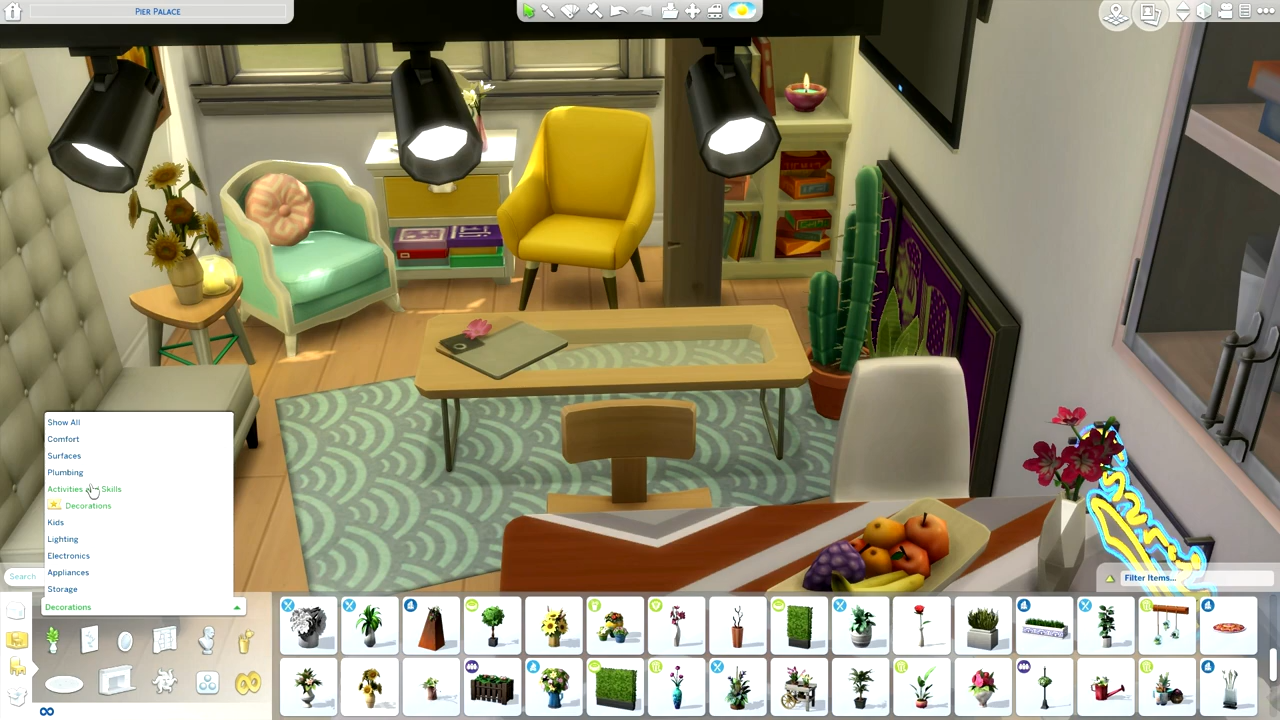 PIER PALACE
Show All
Comfort
Surfaces
Plumbing
Activities and Skills
Decorations
Kids
Lighting
Electronics
Appliances
Storage
Search
Decorations
Filter Items...